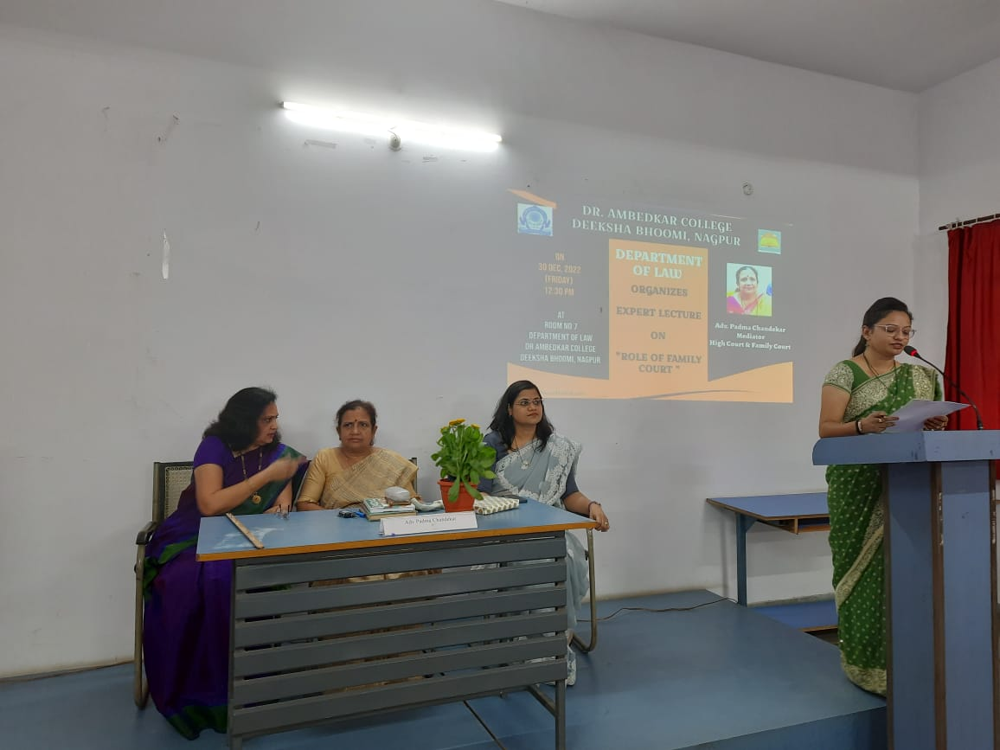 DR. AMBEDKAR COLLEGE
DEEKSHA BHOOMI, NAGPUR
ON
30 DEC, 2022
(FRIDAY)
12:30 PM
AT
ROOM NO 7
DEPARTMENT OF LAW
DR AMBEDKAR COLLEGE
DEEKSHA BHOOMI, NAGPUR
DEPARTMENT
OF LAW
ORGANIZES
EXPERT LECTURE
ON
"ROLE OF FAMILY
COURT "
Adv. Padma Chandekar
Mediator
High Court & Family Court
Adv. Padma Chandekar